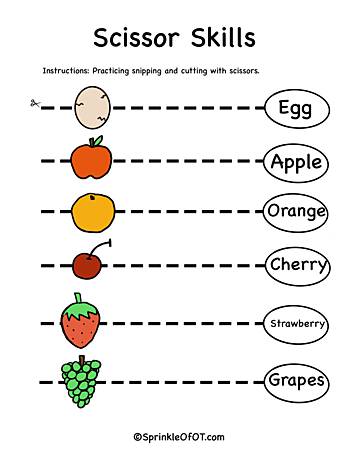 Scissor Skills
Instructions: Practicing snipping and cutting with scissors.
Egg
Apple
Orange
Cherry
Strawberry
Grapes
©SprinkleOfOT.com